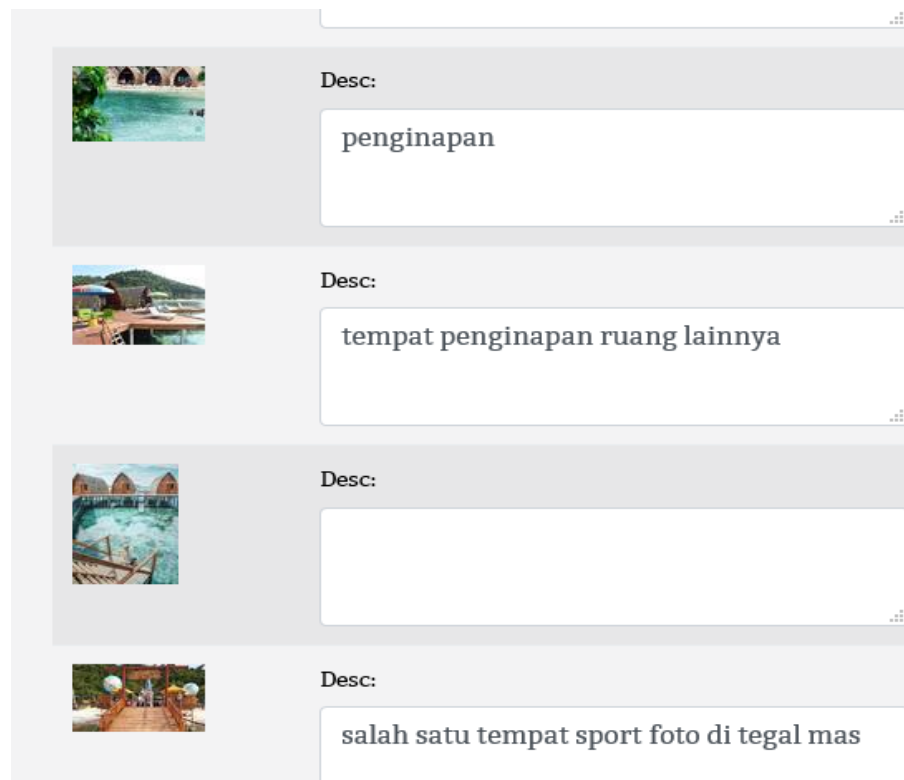 Desc:
penginapan
Desc:
tempat penginapan ruang lainnya
Desc:
Desc:
salah satu tempat sport foto di tegal mas